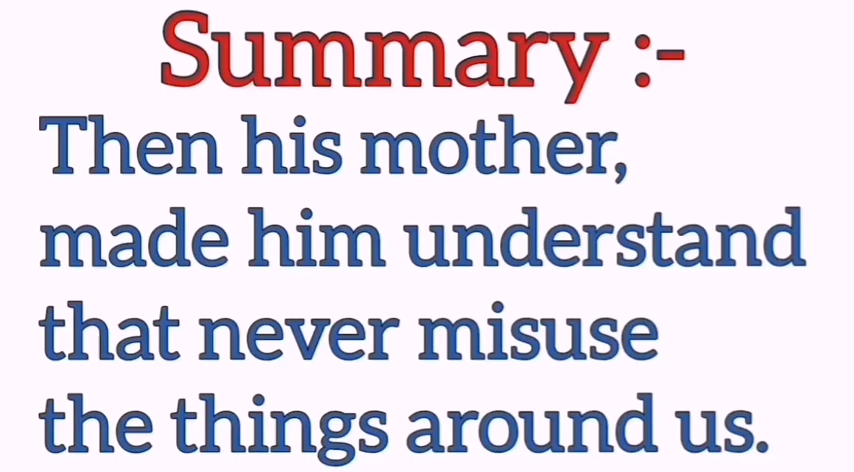 Summary :-
Then his mother,
made him understand
that never misuse
the things around us.